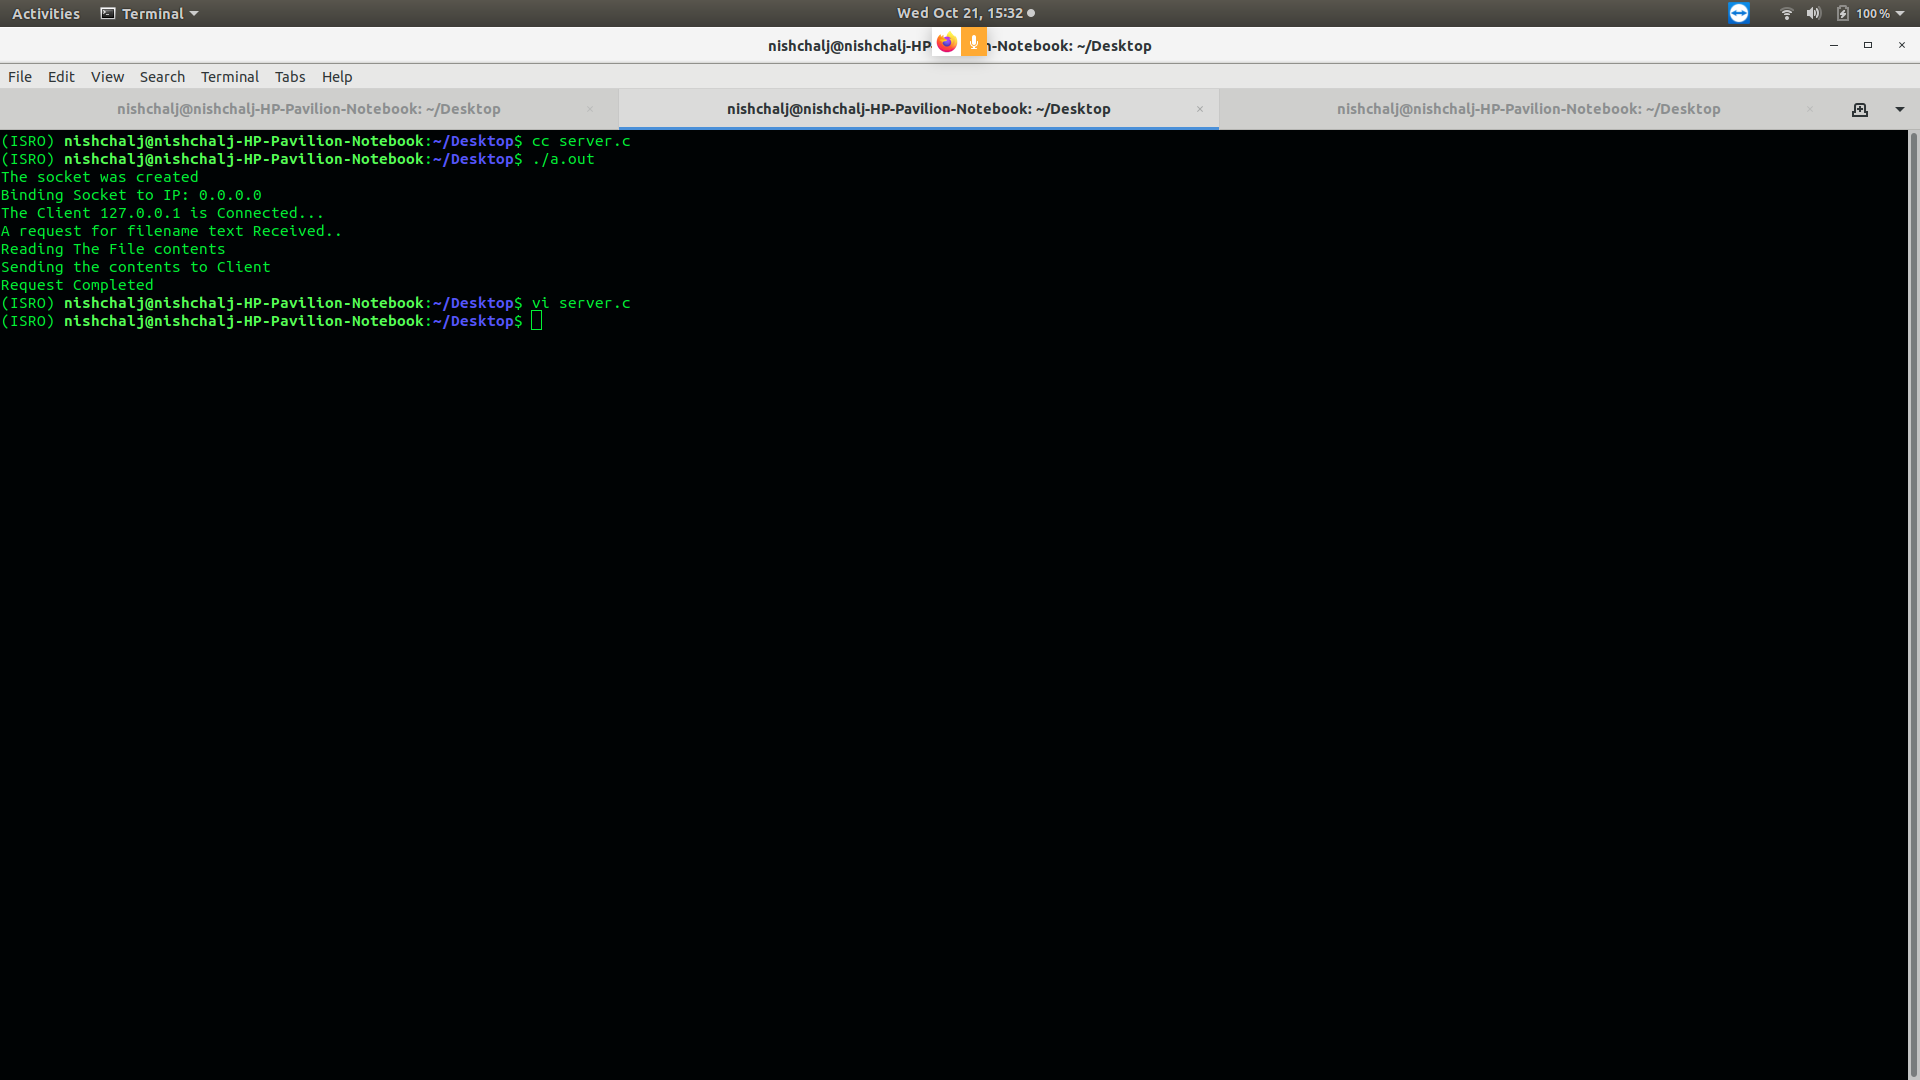 Activities Terminal Wed Oct 21, 15:32 100 %
nishchalj@nishchalj-HP n-Notebook: ~/Desktop
File Edit View Search Terminal Tabs Help
nishchalj@nishchalj-HP-Pavilion-Notebook: ~/Desktop nishchalj@nishchalj-HP-Pavilion-Notebook: ~/Desktop nishchalj@nishchalj-HP-Pavilion-Notebook: ~/Desktop
(ISRO) nishchalj@nishchalj-HP-Pavilion-Notebook:~/Desktop$ cc server.c
(ISRO) nishchalj@nishchalj-HP-Pavilion-Notebook:~/Desktop$ ./a.out
The socket was created
Binding Socket to IP: 0.0.0.0
The Client 127.0.0.1 is Connected...
A request for filename text Received..
Reading The File contents
Sending the contents to Client
Request Completed
(ISRO) nishchalj@nishchalj-HP-Pavilion-Notebook:~/Desktop$ vi server.c
(ISRO) nishchalj@nishchalj-HP-Pavilion-Notebook:~/Desktop$